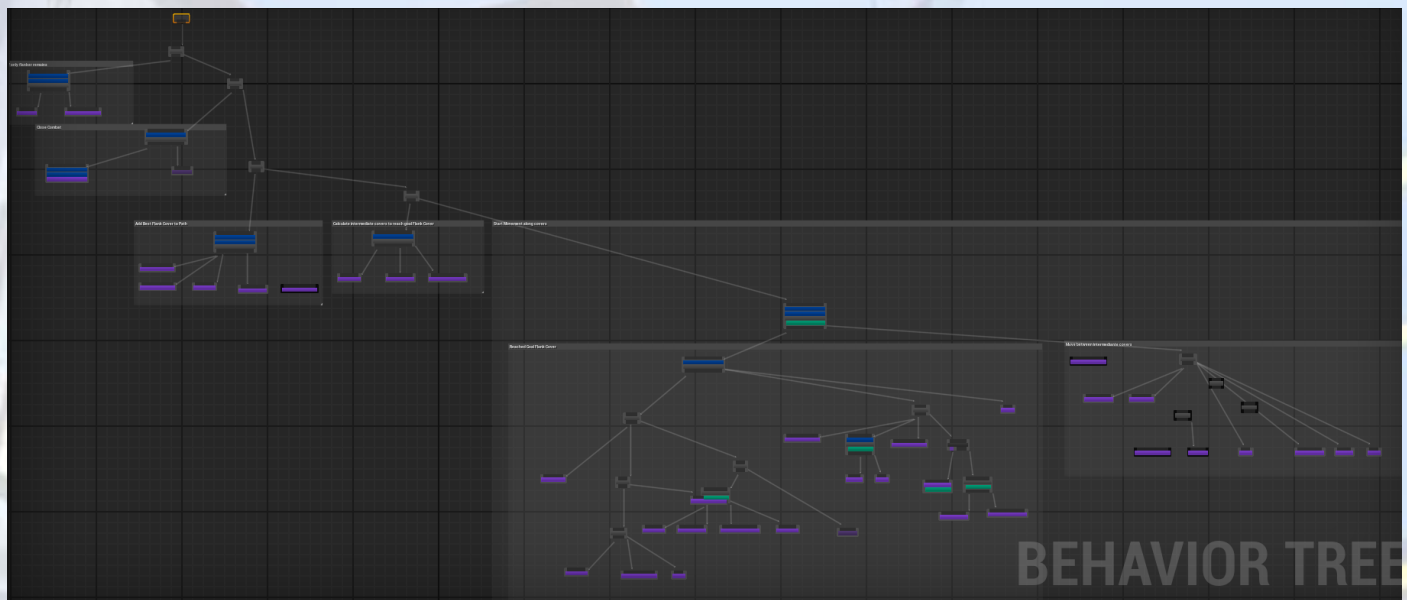 Close Combat
Add Best Flank Cover to Path
Calculate intermediate covers to reach goal Flank Cover
Start Movement along covers
Reached Goal Flank Cover
Move between intermediate covers
BEHAVIOR TREE